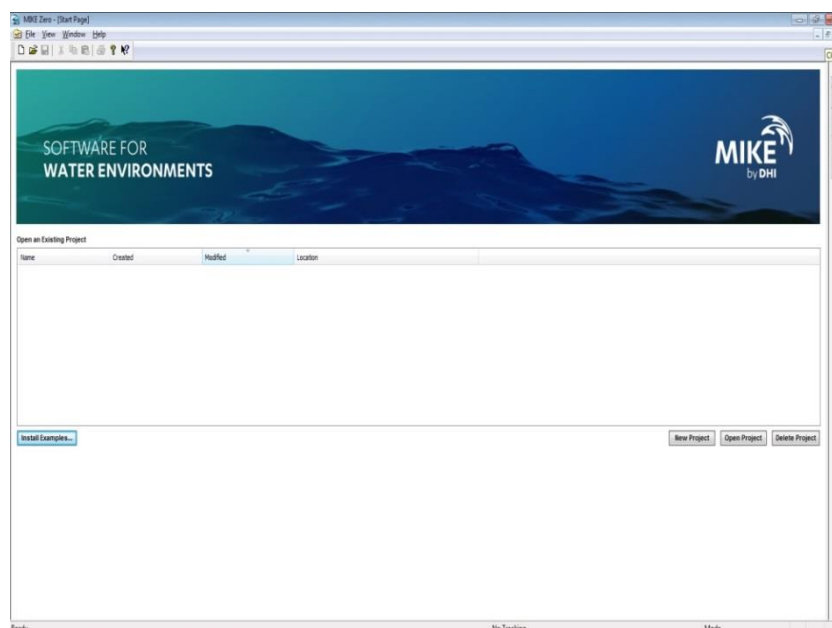 MIKE Zero - [Start Page]
File View Window Help
SOFTWARE FOR
WATER ENVIRONMENTS
MIKE
by DHI
Open an Existing Project
Name Created Modified Location
Install Examples... New Project Open Project Delete Project
Ready No Tracking Mode